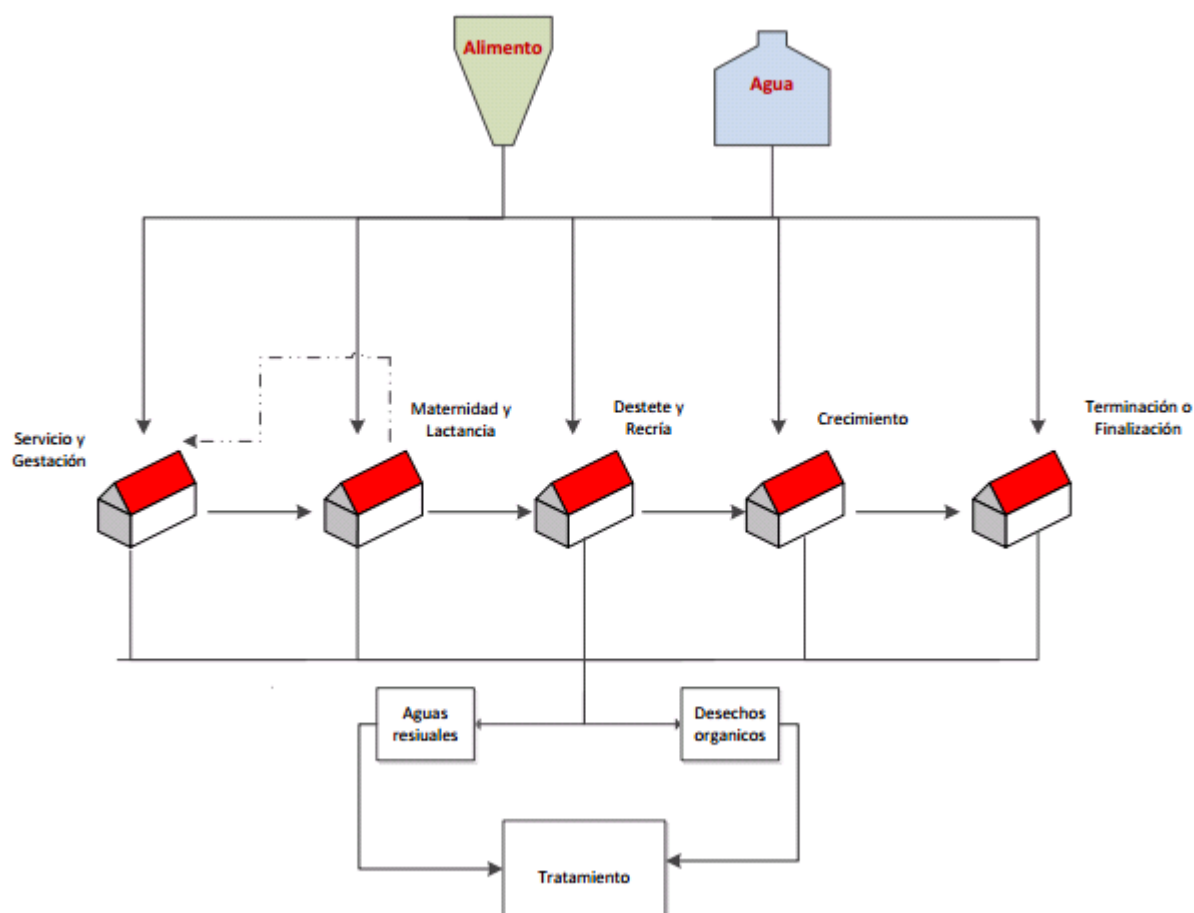 Alimento
Agua
Servicio y
Gestación
Maternidad y
Lactancia
Destete y
Recría
Crecimiento
Terminación o
Finalización
Aguas
resiuales
Desechos
organicos
Tratamiento